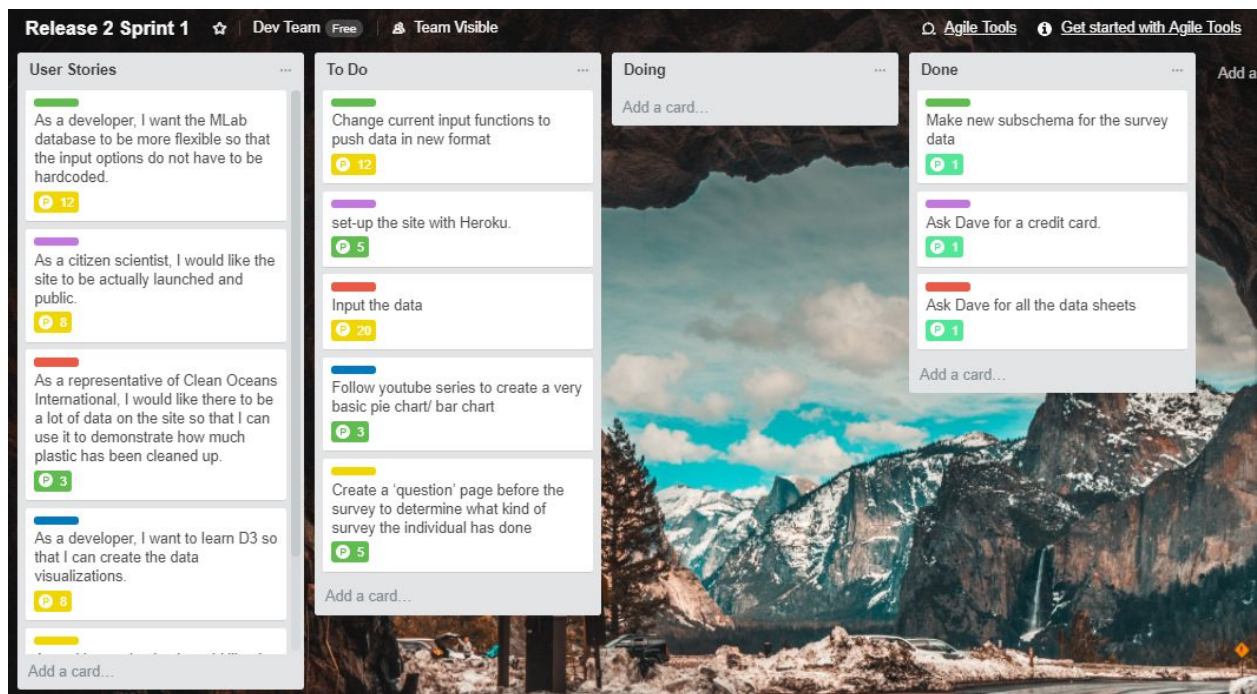 Release 2 Sprint 1 Dev Team Free Team Visible Agile Tools Get started with Agile Tools
User Stories
As a developer, I want the MLab
database to be more flexible so that
the input options do not have to be
hardcoded.
P 12
As a citizen scientist, I would like the
site to be actually launched and
public.
P 8
As a representative of Clean Oceans
International, I would like there to be
a lot of data on the site so that I can
use it to demonstrate how much
plastic has been cleaned up.
P 3
As a developer, I want to learn D3 so
that I can create the data
visualizations.
P 8
Add a card...
To Do
Change current input functions to
push data in new format
P 12
set-up the site with Heroku.
P 5
Input the data
P 20
Follow youtube series to create a very
basic pie chart/ bar chart
P 3
Create a ‘question’ page before the
survey to determine what kind of
survey the individual has done
P 5
Add a card...
Doing
Add a card...
Done
Make new subschema for the survey
data
P 1
Ask Dave for a credit card.
P 1
Ask Dave for all the data sheets
P 1
Add a card...
Add a